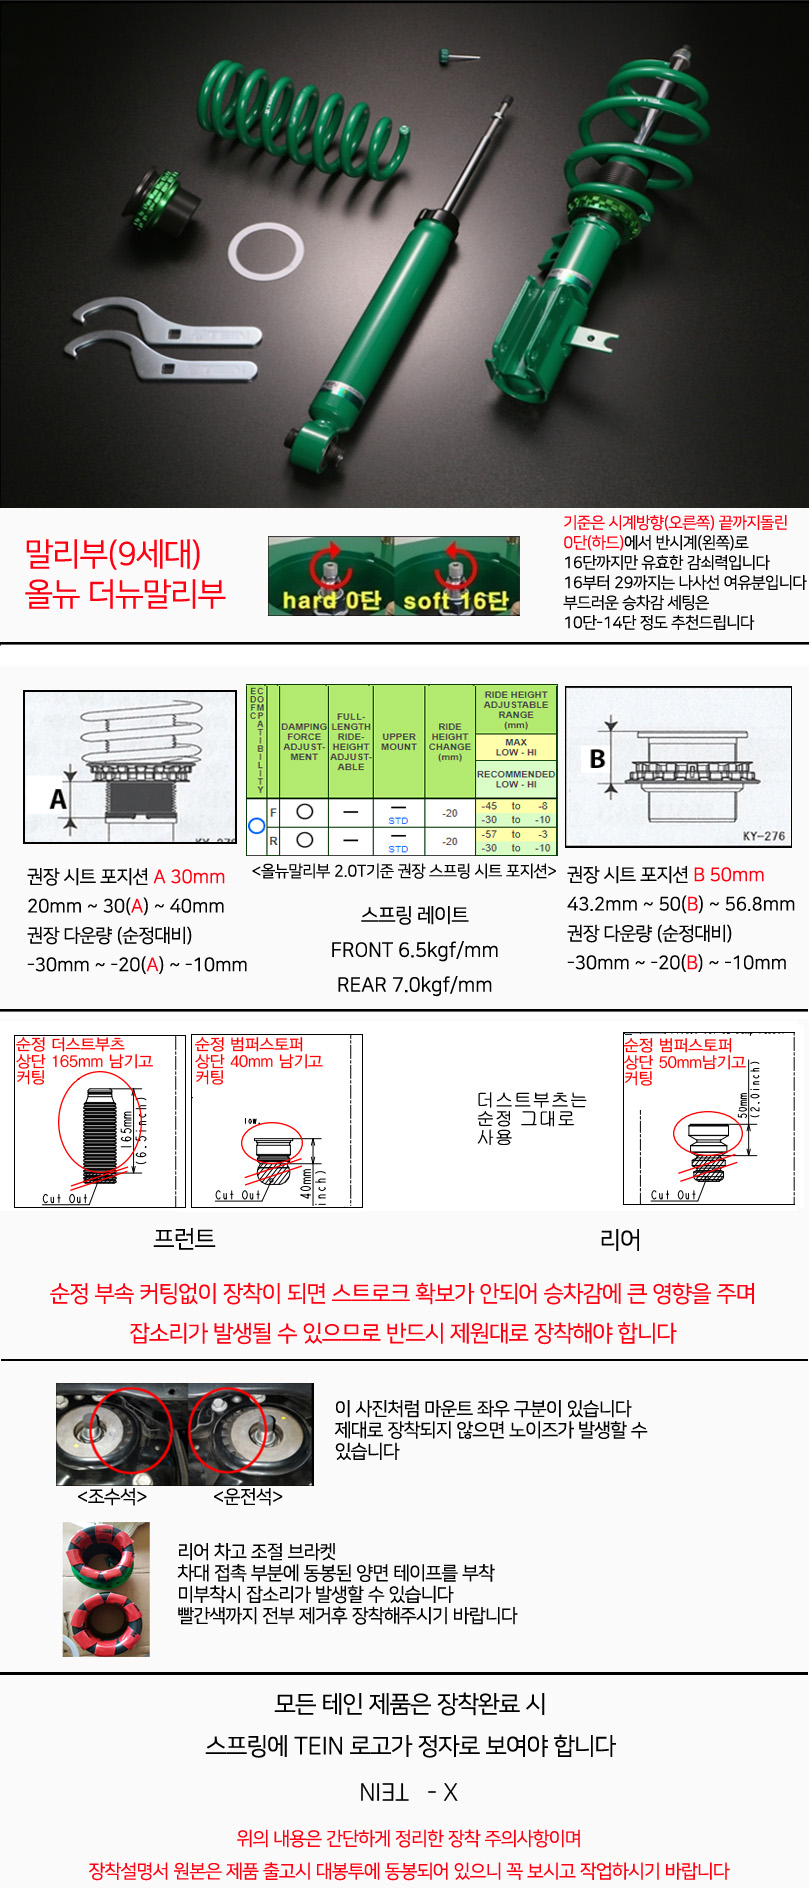 말리부(9세대)
올뉴 더뉴말리부
hard 0단
soft 16단
기준은 시계방향(오른쪽) 끝까지돌린
0단(하드)에서 반시계(왼쪽)로
16단까지만 유효한 감쇠력입니다
16부터 29까지는 나사선 여유분입니다
부드러운 승차감 세팅은
10단-14단 정도 추천드립니다
A
KY-276
권장 시트 포지션 A 30mm
20mm ~ 30(A) ~ 40mm
권장 다운량 (순정대비)
-30mm ~ -20(A) ~ -10mm
EDFC COMPATIBILITY
DAMPING FORCE ADJUST-MENT
FULL-LENGTH RIDE-HEIGHT ADJUST-ABLE
UPPER MOUNT
RIDE HEIGHT CHANGE (mm)
RIDE HEIGHT ADJUSTABLE RANGE (mm)
MAX LOW - HI
RECOMMENDED LOW - HI
F ○ — — STD -20 -45 to -8
-30 to -10
R ○ — — STD -20 -57 to -3
-30 to -10
<올뉴말리부 2.0T기준 권장 스프링 시트 포지션>
스프링 레이트
FRONT 6.5kgf/mm
REAR 7.0kgf/mm
B
KY-276
권장 시트 포지션 B 50mm
43.2mm ~ 50(B) ~ 56.8mm
권장 다운량 (순정대비)
-30mm ~ -20(B) ~ -10mm
순정 더스트부츠
상단 165mm 남기고
커팅
165mm
(6.5inch)
Cut Out
순정 범퍼스토퍼
상단 40mm 남기고
커팅
low.
40mm
inch)
Cut Out
더스트부츠는
순정 그대로
사용
순정 범퍼스토퍼
상단 50mm남기고
커팅
50mm
(2.0inch)
Cut Out
프런트
리어
순정 부속 커팅없이 장착이 되면 스트로크 확보가 안되어 승차감에 큰 영향을 주며
잡소리가 발생될 수 있으므로 반드시 제원대로 장착해야 합니다
<조수석>
<운전석>
이 사진처럼 마운트 좌우 구분이 있습니다
제대로 장착되지 않으면 노이즈가 발생할 수
있습니다
리어 차고 조절 브라켓
차대 접촉 부분에 동봉된 양면 테이프를 부착
미부착시 잡소리가 발생할 수 있습니다
빨간색까지 전부 제거후 장착해주시기 바랍니다
모든 테인 제품은 장착완료 시
스프링에 TEIN 로고가 정자로 보여야 합니다
TEIN - X
위의 내용은 간단하게 정리한 장착 주의사항이며
장착설명서 원본은 제품 출고시 대봉투에 동봉되어 있으니 꼭 보시고 작업하시기 바랍니다